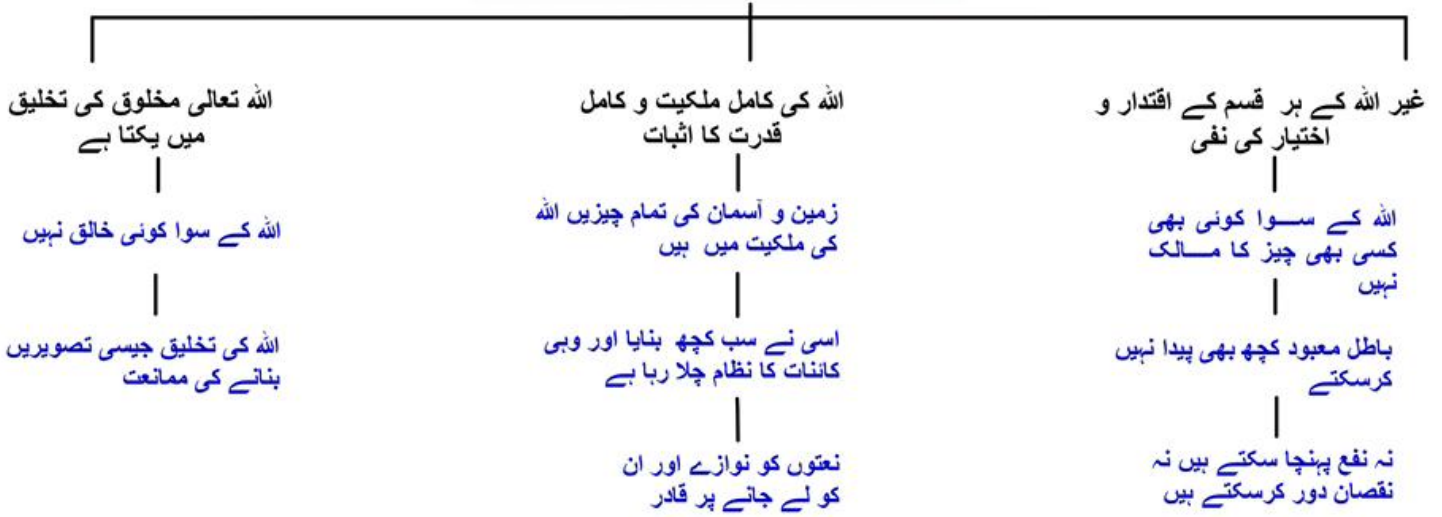 غیر اللہ کے ہر قسم کے اقتدار و
اختیار کی نفی
اللہ کے سوا کوئی بھی
کسی بھی چیز کا مالک
نہیں
باطل معبود کچھ بھی پیدا نہیں
کرسکتے
نہ نفع پہنچا سکتے ہیں نہ
نقصان دور کرسکتے ہیں
اللہ کی کامل ملکیت و کامل
قدرت کا اثبات
زمین و آسمان کی تمام چیزیں اللہ
کی ملکیت میں ہیں
اسی نے سب کچھ بنایا اور وہی
کائنات کا نظام چلا رہا ہے
نعتوں کو نوازے اور ان
کو لے جانے پر قادر
اللہ تعالی مخلوق کی تخلیق
میں یکتا ہے
اللہ کے سوا کوئی خالق نہیں
اللہ کی تخلیق جیسی تصویریں
بنانے کی ممانعت